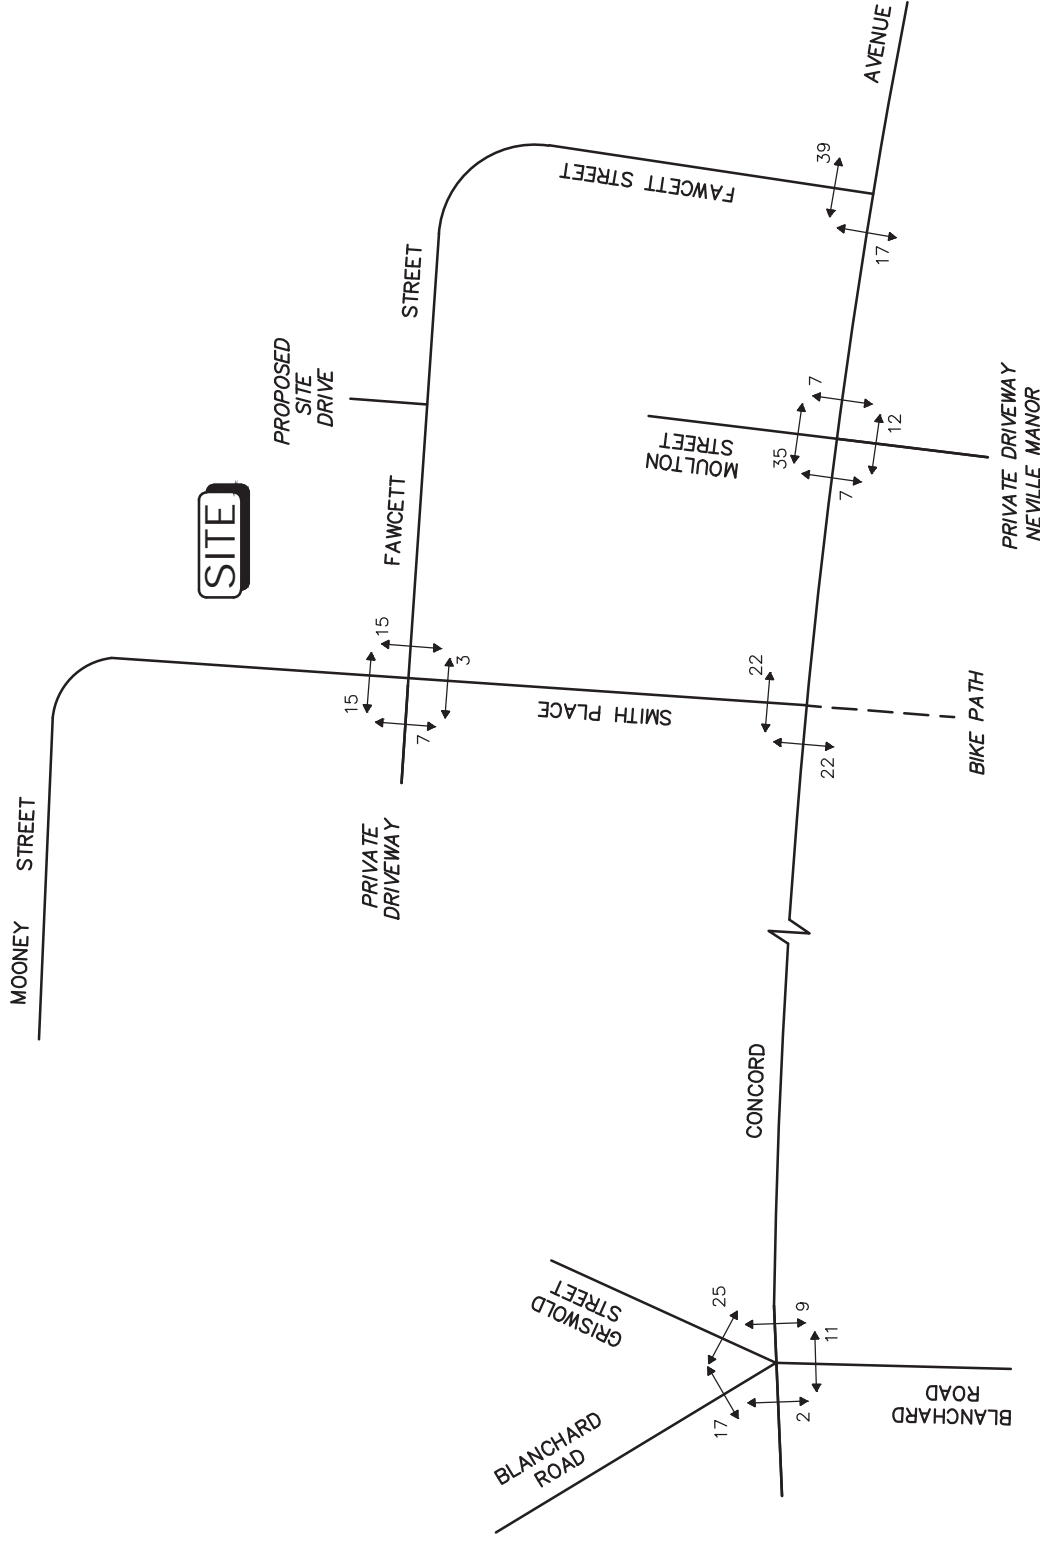 MOONEY STREET
SITE
PROPOSED
SITE
DRIVE
FAWCETT STREET
PRIVATE
DRIVEWAY
15
15
3
7
SMITH PLACE
FAWCETT STREET
MOULTON
STREET
22
22
35
7
12
7
39
17
CONCORD AVENUE
BIKE PATH
PRIVATE DRIVEWAY
NEVILLE MANOR
GRISWOLD
STREET
BLANCHARD
ROAD
25
9
11
2
17
BLANCHARD
ROAD